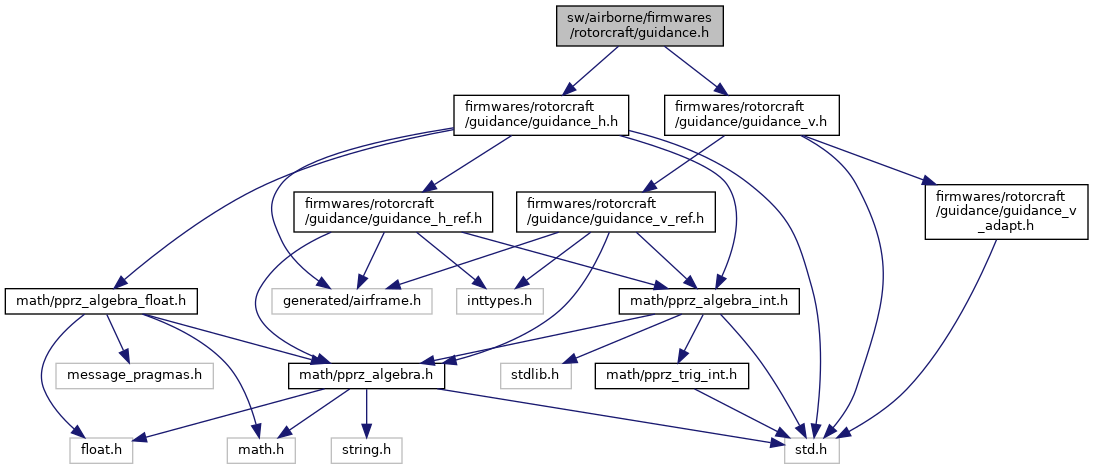 sw/airborne/firmwares
/rotorcraft/guidance.h
firmwares/rotorcraft
/guidance/guidance_h.h
firmwares/rotorcraft
/guidance/guidance_v.h
firmwares/rotorcraft
/guidance/guidance_h_ref.h
firmwares/rotorcraft
/guidance/guidance_v_ref.h
firmwares/rotorcraft
/guidance/guidance_v
_adapt.h
math/pprz_algebra_float.h
generated/airframe.h
inttypes.h
math/pprz_algebra_int.h
message_pragmas.h
math/pprz_algebra.h
stdlib.h
math/pprz_trig_int.h
float.h
math.h
string.h
std.h